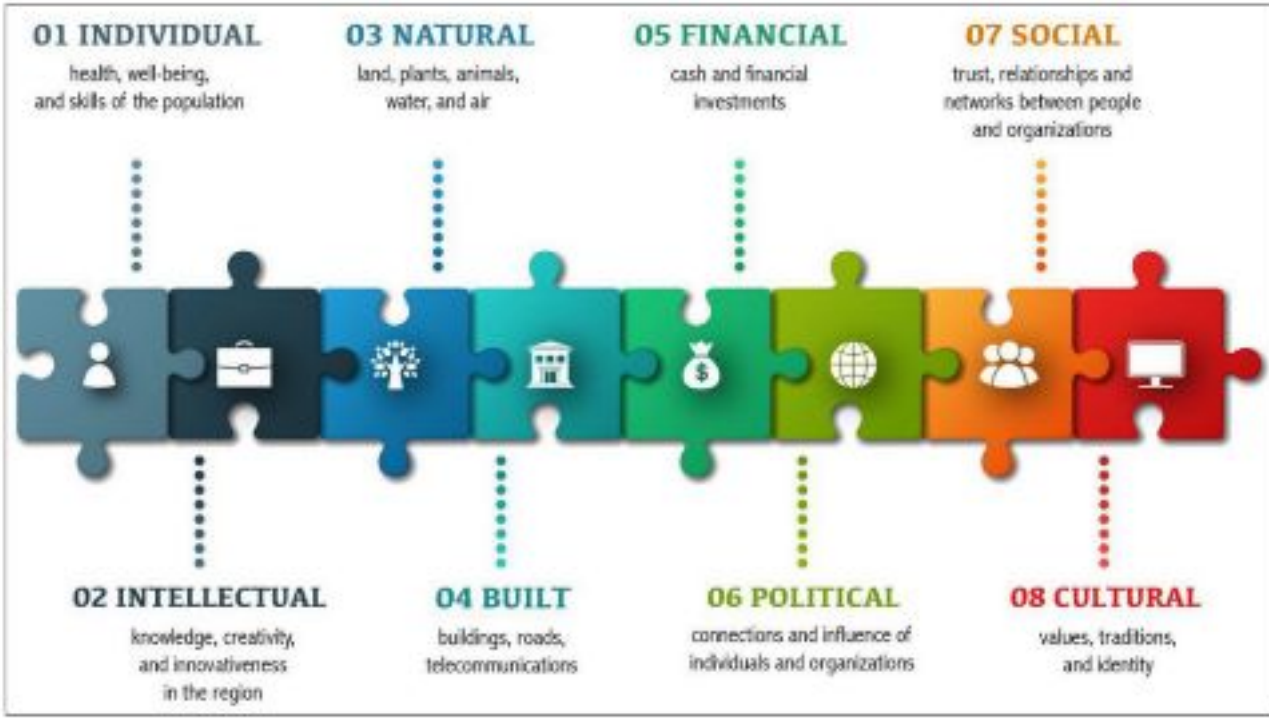 01 INDIVIDUAL
health, well-being,
and skills of the population
03 NATURAL
land, plants, animals,
water, and air
05 FINANCIAL
cash and financial
investments
07 SOCIAL
trust, relationships and
networks between people
and organizations
$
02 INTELLECTUAL
knowledge, creativity,
and innovativeness
in the region
04 BUILT
buildings, roads,
telecommunications
06 POLITICAL
connections and influence of
individuals and organizations
08 CULTURAL
values, traditions,
and identity